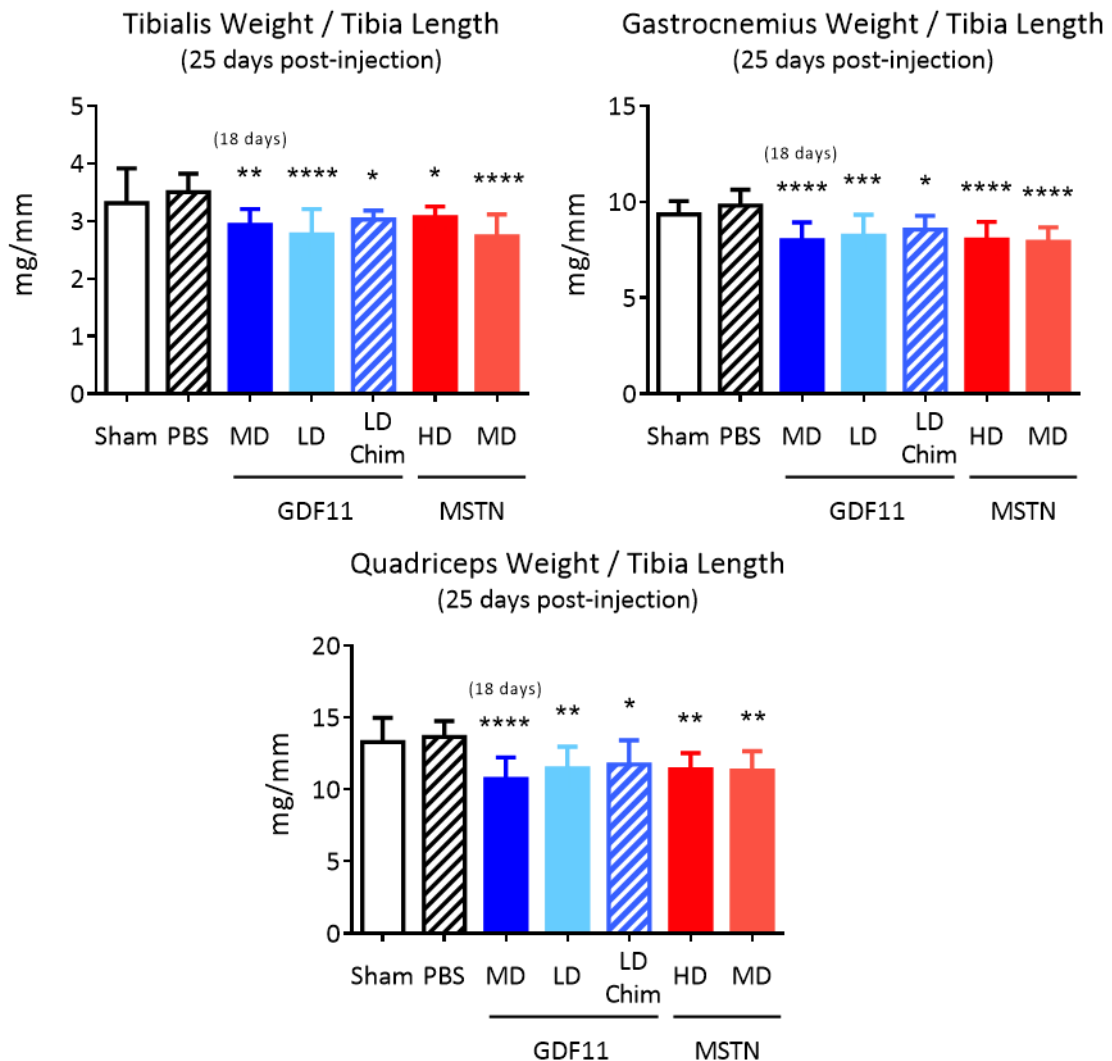 Tibialis Weight / Tibia Length
(25 days post-injection)
mg/mm
5
4
3
2
1
0
(18 days)
** **** * * ****
Sham PBS MD LD LD Chim HD MD
GDF11 MSTN
Gastrocnemius Weight / Tibia Length
(25 days post-injection)
mg/mm
15
10
5
0
(18 days)
**** *** * **** ****
Sham PBS MD LD LD Chim HD MD
GDF11 MSTN
Quadriceps Weight / Tibia Length
(25 days post-injection)
mg/mm
20
15
10
5
0
(18 days)
**** ** * ** **
Sham PBS MD LD LD Chim HD MD
GDF11 MSTN